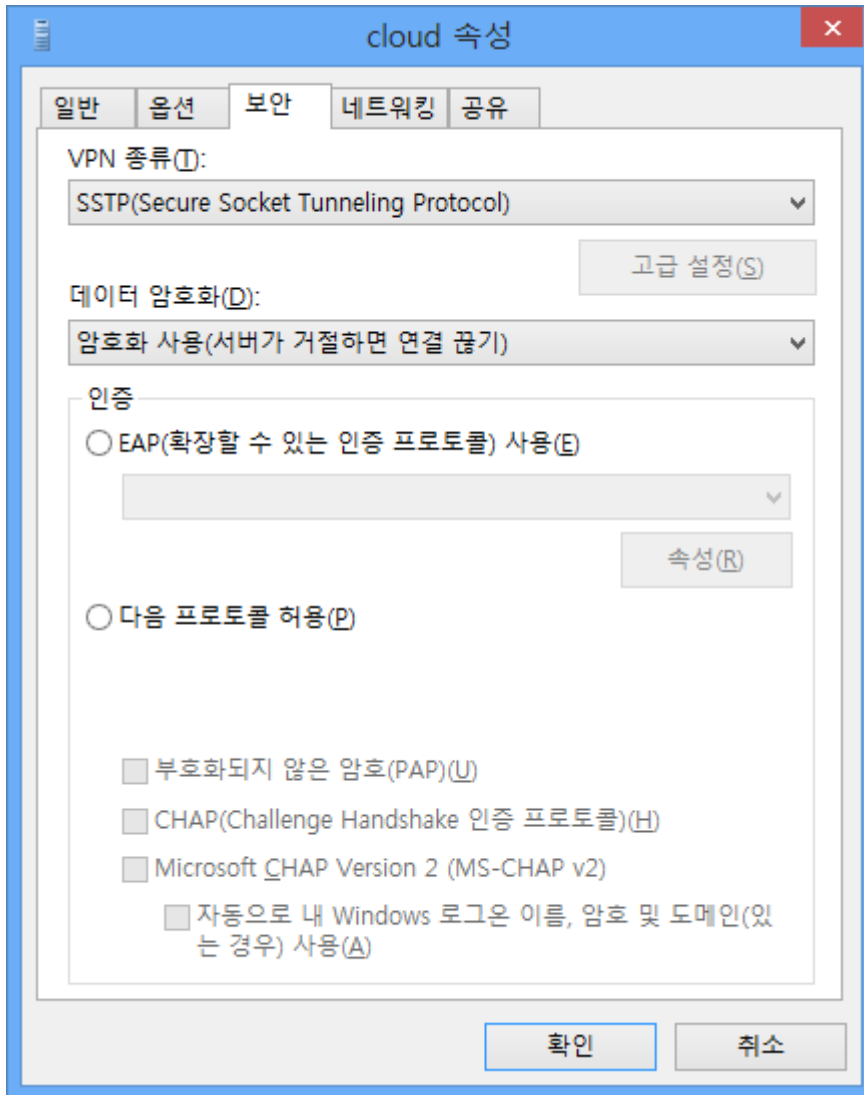 cloud 속성
일반 옵션 보안 네트워킹 공유
VPN 종류(T):
SSTP(Secure Socket Tunneling Protocol)
고급 설정(S)
데이터 암호화(D):
암호화 사용(서버가 거절하면 연결 끊기)
인증
EAP(확장할 수 있는 인증 프로토콜) 사용(E)
속성(R)
다음 프로토콜 허용(P)
부호화되지 않은 암호(PAP)(U)
CHAP(Challenge Handshake 인증 프로토콜)(H)
Microsoft CHAP Version 2 (MS-CHAP v2)
자동으로 내 Windows 로그온 이름, 암호 및 도메인(있
는 경우) 사용(A)
확인 취소